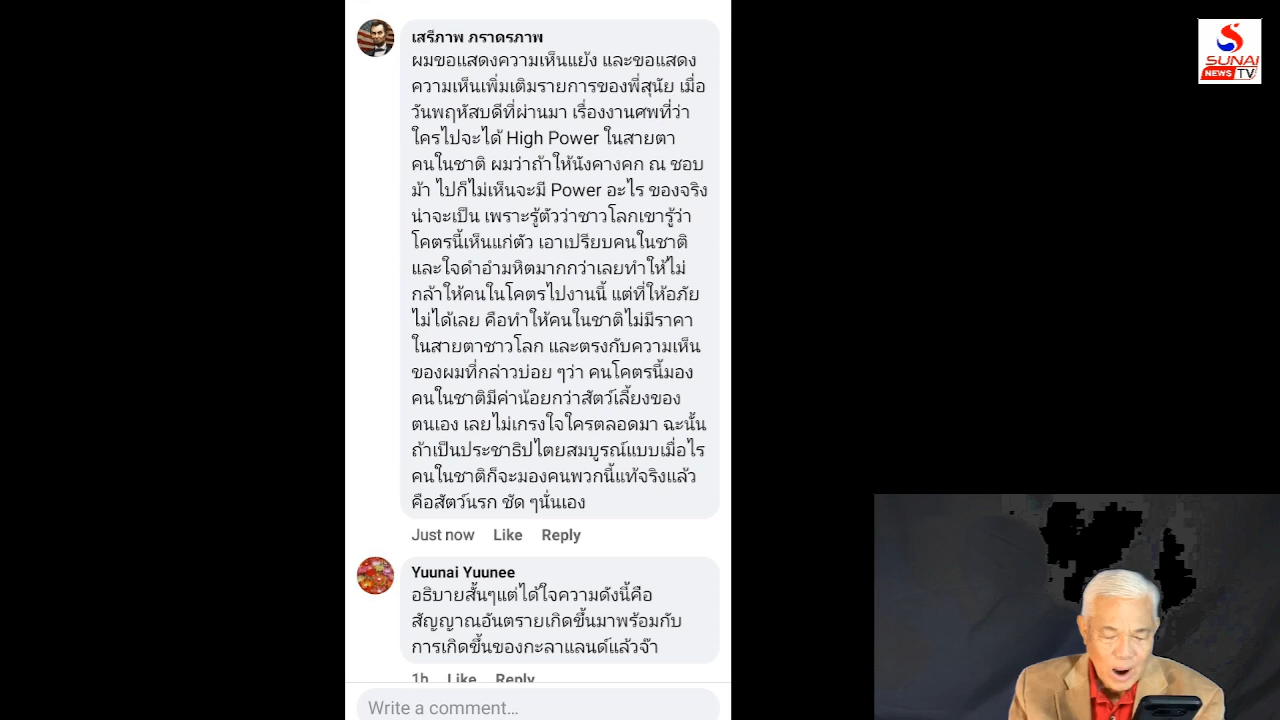 SUNAI
NEWS TV
เสรีภาพ ภราดรภาพ
ผมขอแสดงความเห็นแย้ง และขอแสดง
ความเห็นเพิ่มเติมรายการของพี่สุนัย เมื่อ
วันพฤหัสบดีที่ผ่านมา เรื่องงานศพที่ว่า
ใครไปจะได้ High Power ในสายตา
คนในชาติ ผมว่าถ้าให้นังคางคก ณ ชอบ
ม้า ไปก็ไม่เห็นจะมี Power อะไร ของจริง
น่าจะเป็น เพราะรู้ตัวว่าชาวโลกเขารู้ว่า
โคตรนี้เห็นแก่ตัว เอาเปรียบคนในชาติ
และใจดำอำมหิตมากกว่าเลยทำให้ไม่
กล้าให้คนในโคตรไปงานนี้ แต่ที่ให้อภัย
ไม่ได้เลย คือทำให้คนในชาติไม่มีราคา
ในสายตาชาวโลก และตรงกับความเห็น
ของผมที่กล่าวบ่อย ๆว่า คนโคตรนี้มอง
คนในชาติมีค่าน้อยกว่าสัตว์เลี้ยงของ
ตนเอง เลยไม่เกรงใจใครตลอดมา ฉะนั้น
ถ้าเป็นประชาธิปไตยสมบูรณ์แบบเมื่อไร
คนในชาติก็จะมองคนพวกนี้แท้จริงแล้ว
คือสัตว์นรก ชัด ๆนั่นเอง
Just now Like Reply
Yuunai Yuunee
อธิบายสั้นๆแต่ได้ใจความดังนี้คือ
สัญญาณอันตรายเกิดขึ้นมาพร้อมกับ
การเกิดขึ้นของกะลาแลนด์แล้วจ๊า
1h Like Reply
Write a comment…